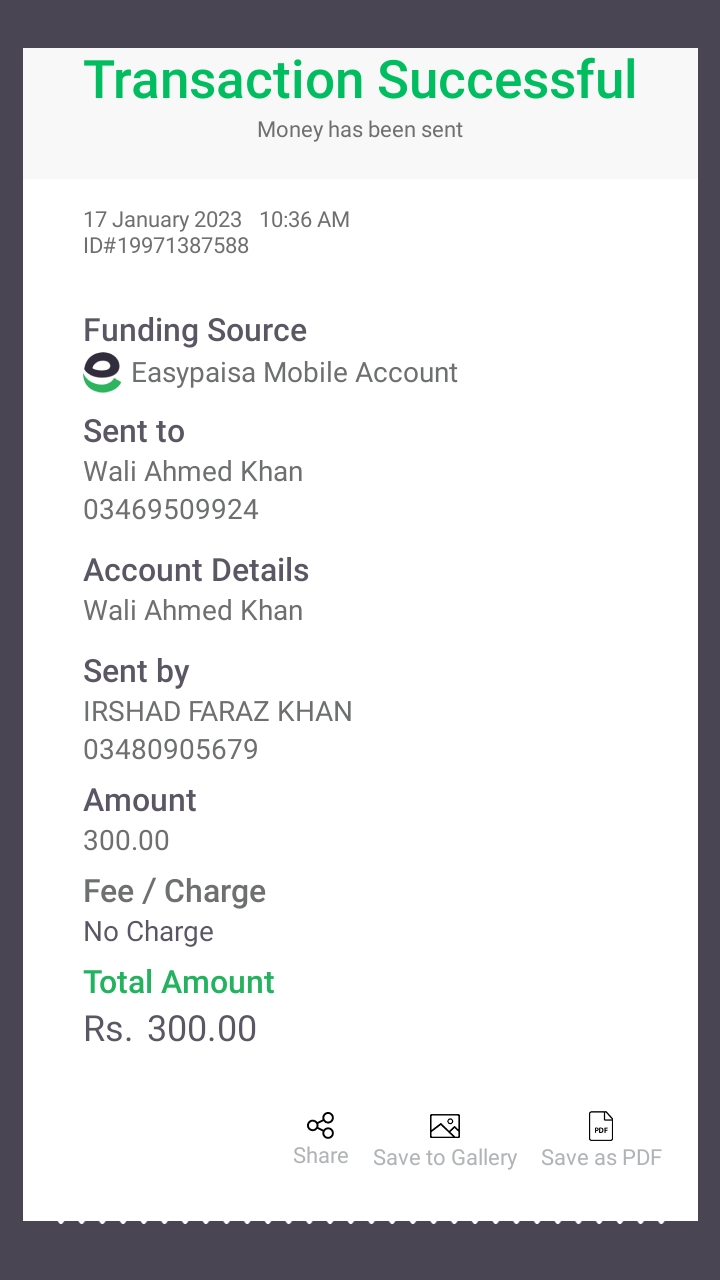 Transaction Successful
Money has been sent
17 January 2023 10:36 AM
ID#19971387588
Funding Source
Easypaisa Mobile Account
Sent to
Wali Ahmed Khan
03469509924
Account Details
Wali Ahmed Khan
Sent by
IRSHAD FARAZ KHAN
03480905679
Amount
300.00
Fee / Charge
No Charge
Total Amount
Rs. 300.00
PDF
Share Save to Gallery Save as PDF